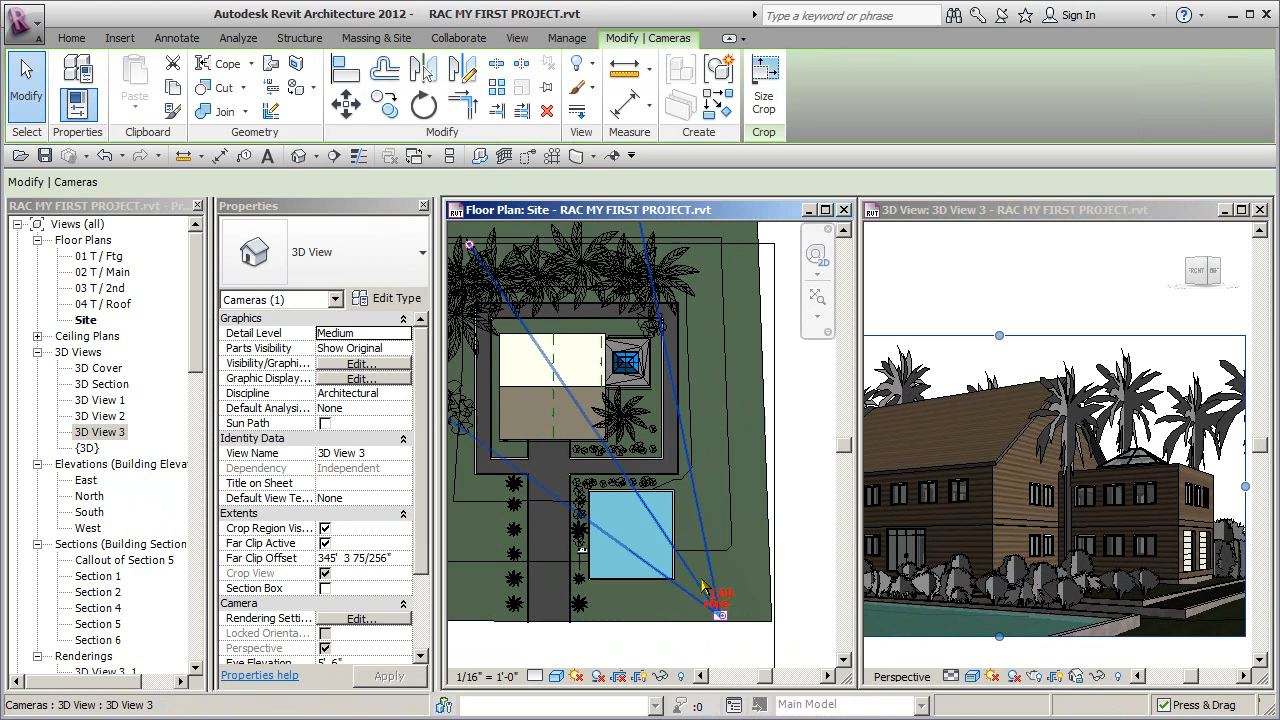 Autodesk Revit Architecture 2012 - RAC MY FIRST PROJECT.rvt
Type a keyword or phrase
Sign In
Home Insert Annotate Analyze Structure Massing & Site Collaborate View Manage Modify | Cameras
Modify
Paste
Cope
Cut
Join
Size
Crop
Select Properties Clipboard Geometry Modify View Measure Create Crop
Modify | Cameras
RAC MY FIRST PROJECT.rvt - Pr
Views (all)
Floor Plans
01 T / Ftg
02 T / Main
03 T / 2nd
04 T / Roof
Site
Ceiling Plans
3D Views
3D Cover
3D Section
3D View 1
3D View 2
3D View 3
{3D}
Elevations (Building Eleva
East
North
South
West
Sections (Building Section
Callout of Section 5
Section 1
Section 2
Section 4
Section 5
Section 6
Renderings
3D View 3_1
Properties
3D View
Cameras (1)
Edit Type
Graphics
Detail Level Medium
Parts Visibility Show Original
Visibility/Graphi... Edit...
Graphic Display... Edit...
Discipline Architectural
Default Analysi... None
Sun Path
Identity Data
View Name 3D View 3
Dependency Independent
Title on Sheet
Default View Te... None
Extents
Crop Region Vis...
Far Clip Active
Far Clip Offset 345' 3 75/256"
Crop View
Section Box
Camera
Rendering Setti... Edit...
Locked Orienta...
Perspective
Eye Elevation 5' 6"
Properties help
Apply
Floor Plan: Site - RAC MY FIRST PROJECT.rvt
2D
1/16" = 1'-0"
3D View: 3D View 3 - RAC MY FIRST PROJECT.rvt
FRONT
Perspective
Cameras : 3D View : 3D View 3
:0
Main Model
Press & Drag